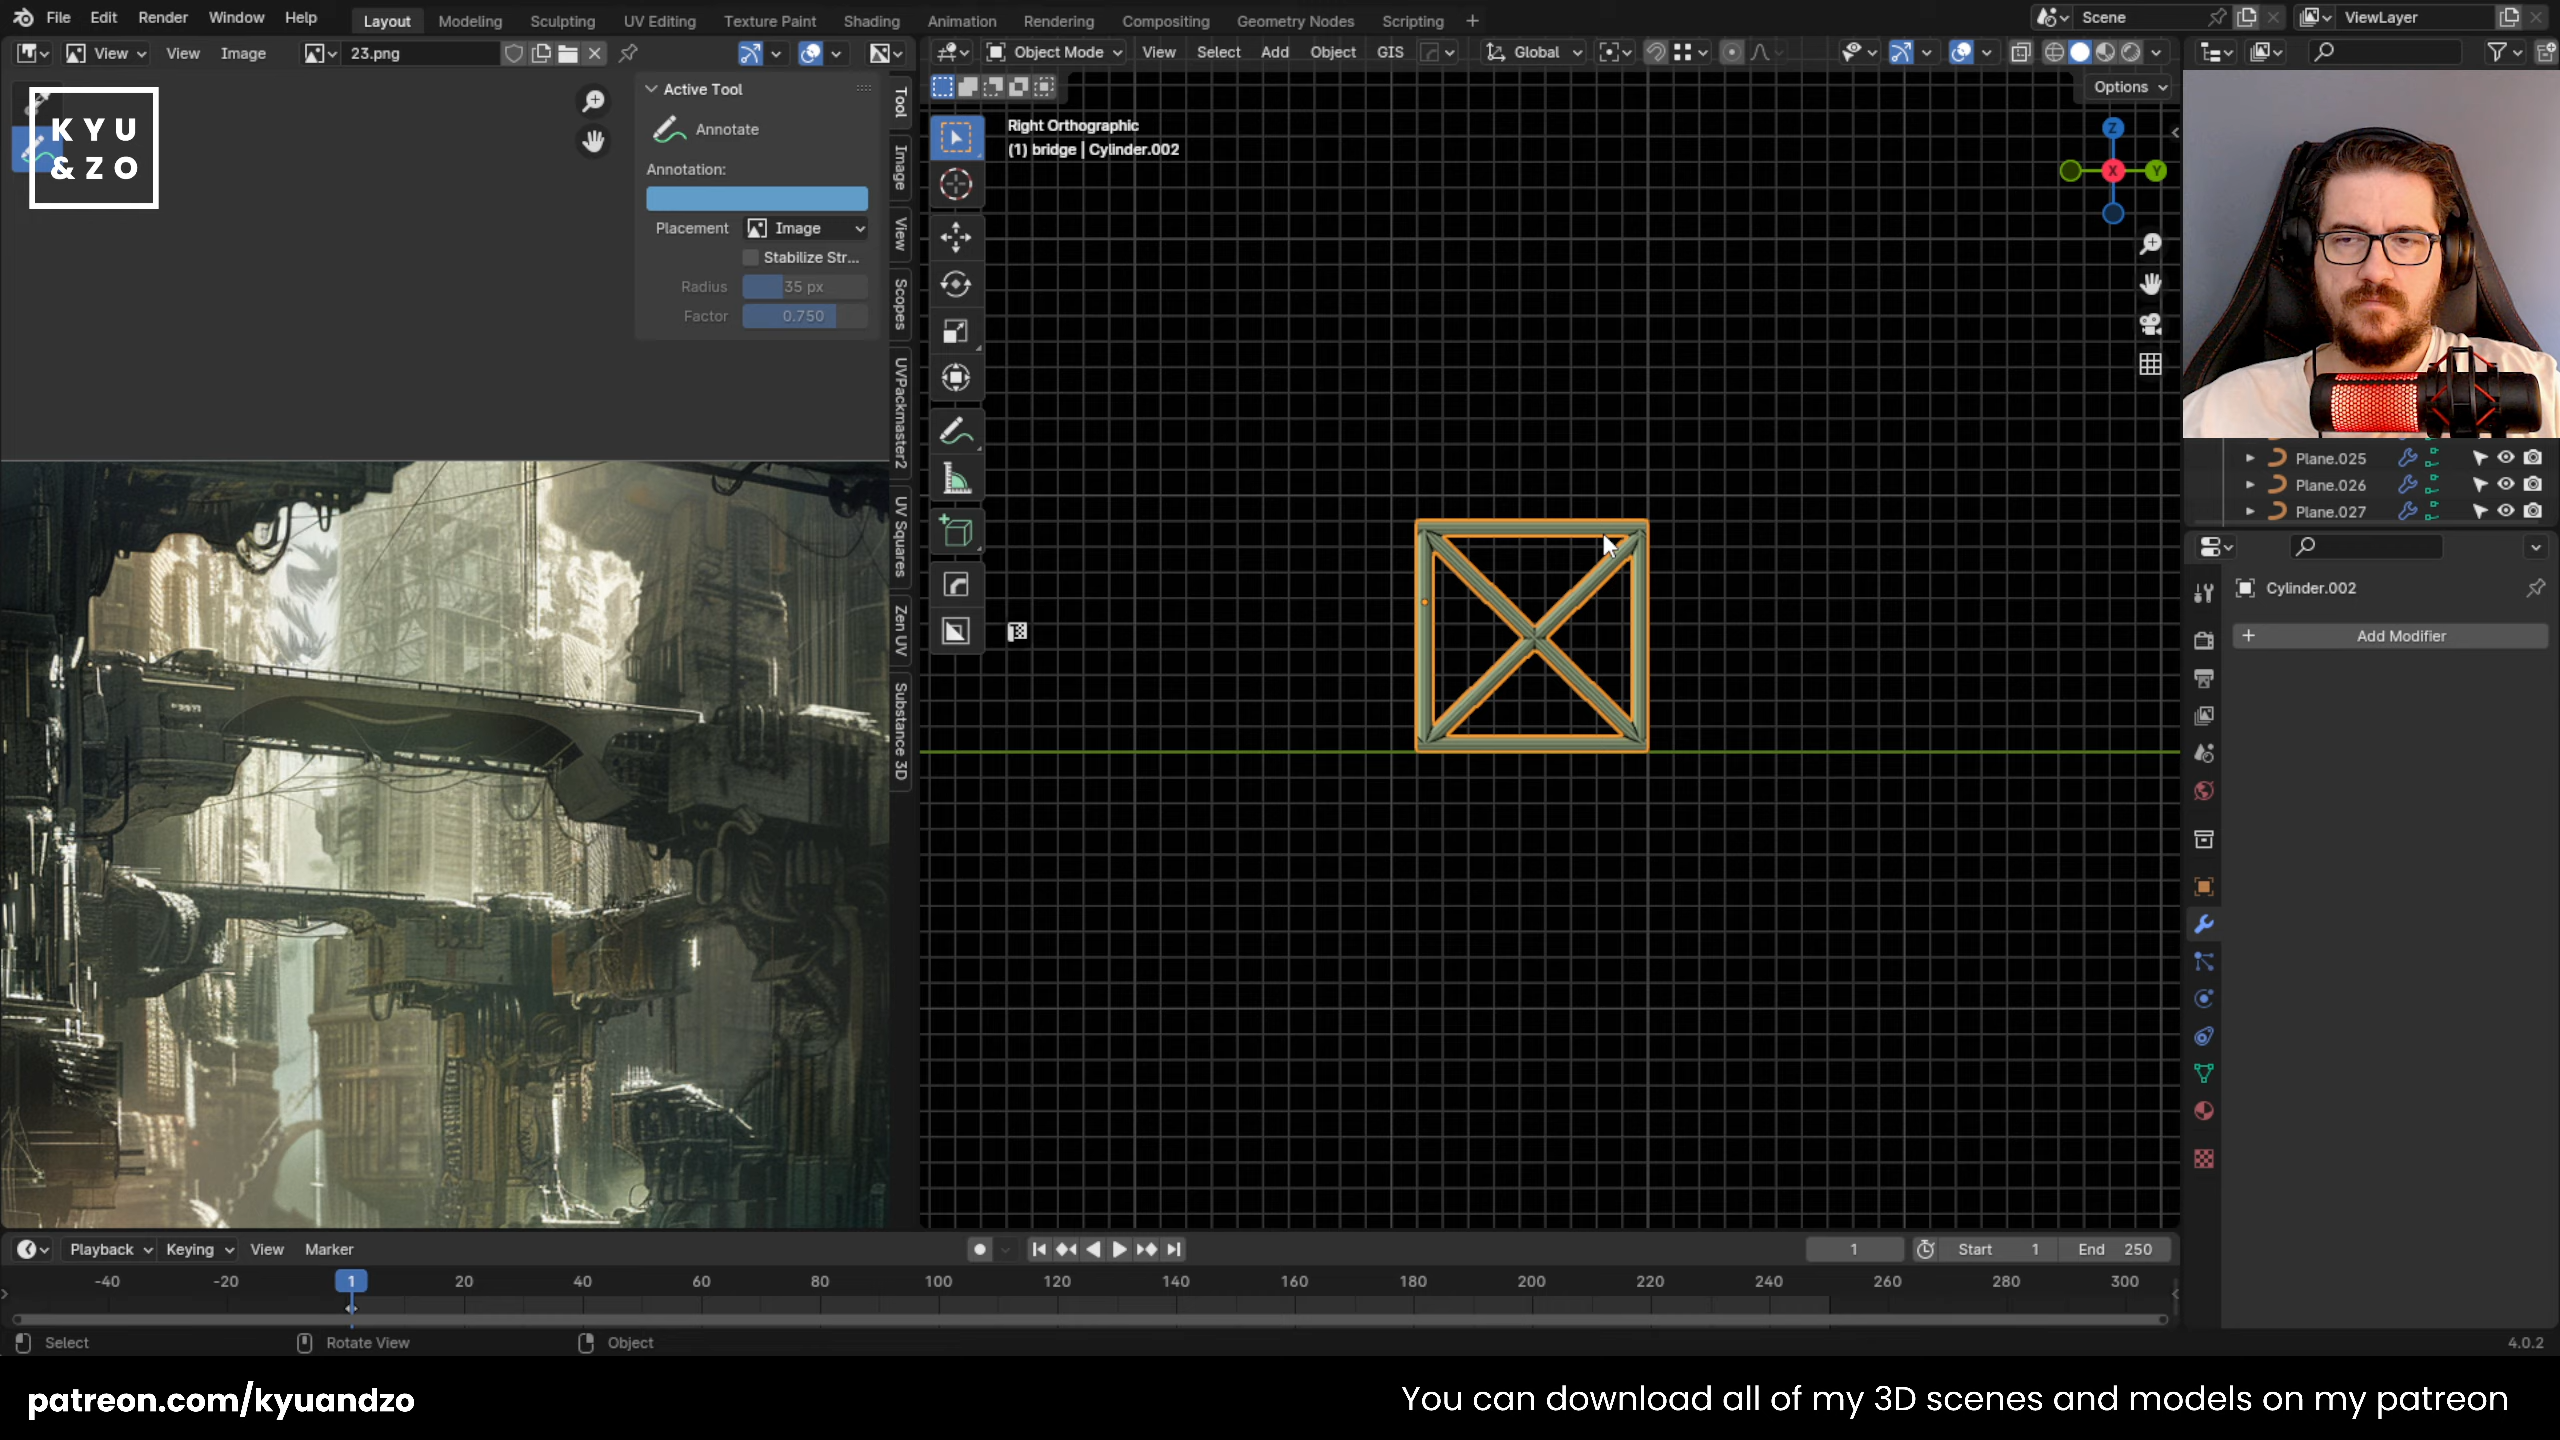 File Edit Render Window Help Layout Modeling Sculpting UV Editing Texture Paint Shading Animation Rendering Compositing Geometry Nodes Scripting Scene ViewLayer
View View Image 23.png Object Mode View Select Add Object GIS Global
Options
KYU
&ZO
Active Tool
Annotate
Annotation:
Placement Image
Stabilize Str...
Radius 35 px
Factor 0.750
Tool
Image
View
Scopes
UVPackmaster2
UV Squares
Zen UV
Substance 3D
Right Orthographic
(1) bridge | Cylinder.002
Z
X
Y
Plane.025
Plane.026
Plane.027
Cylinder.002
Add Modifier
Playback Keying View Marker 1 Start 1 End 250
-40 -20 1 20 40 60 80 100 120 140 160 180 200 220 240 260 280 300
Select Rotate View Object 4.0.2
patreon.com/kyuandzo You can download all of my 3D scenes and models on my patreon